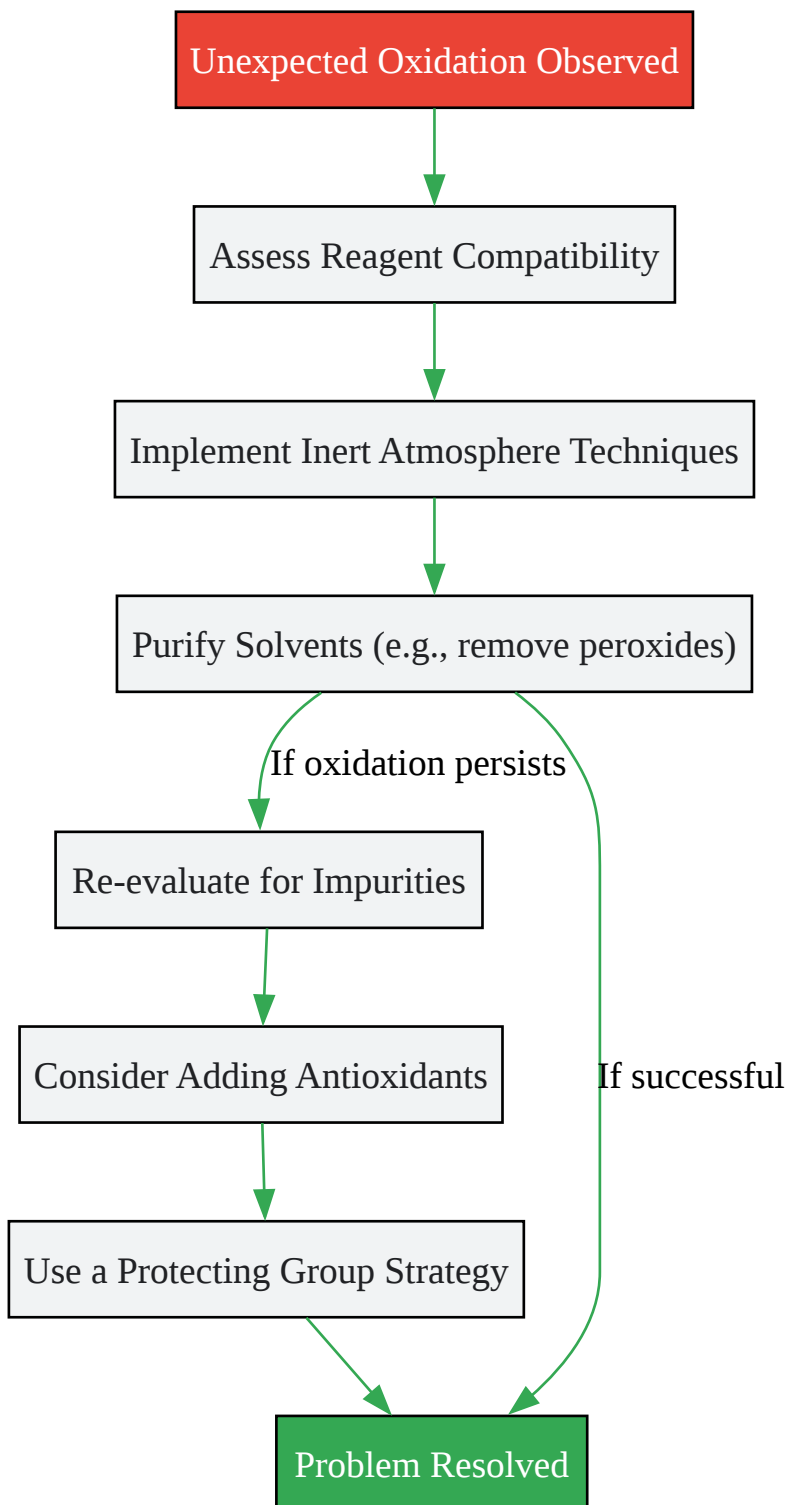 Unexpected Oxidation Observed
Assess Reagent Compatibility
Implement Inert Atmosphere Techniques
Purify Solvents (e.g., remove peroxides)
If oxidation persists
Re-evaluate for Impurities
Consider Adding Antioxidants
If successful
Use a Protecting Group Strategy
Problem Resolved